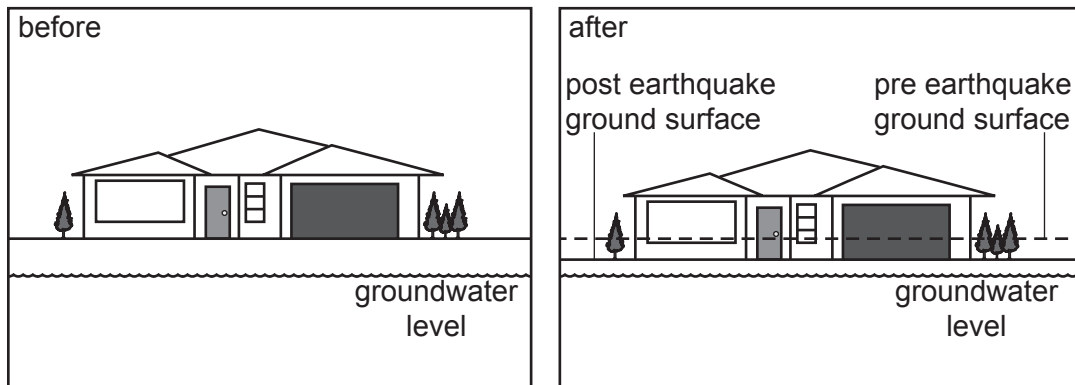 before
groundwater
level
after
post earthquake
ground surface
pre earthquake
ground surface
groundwater
level